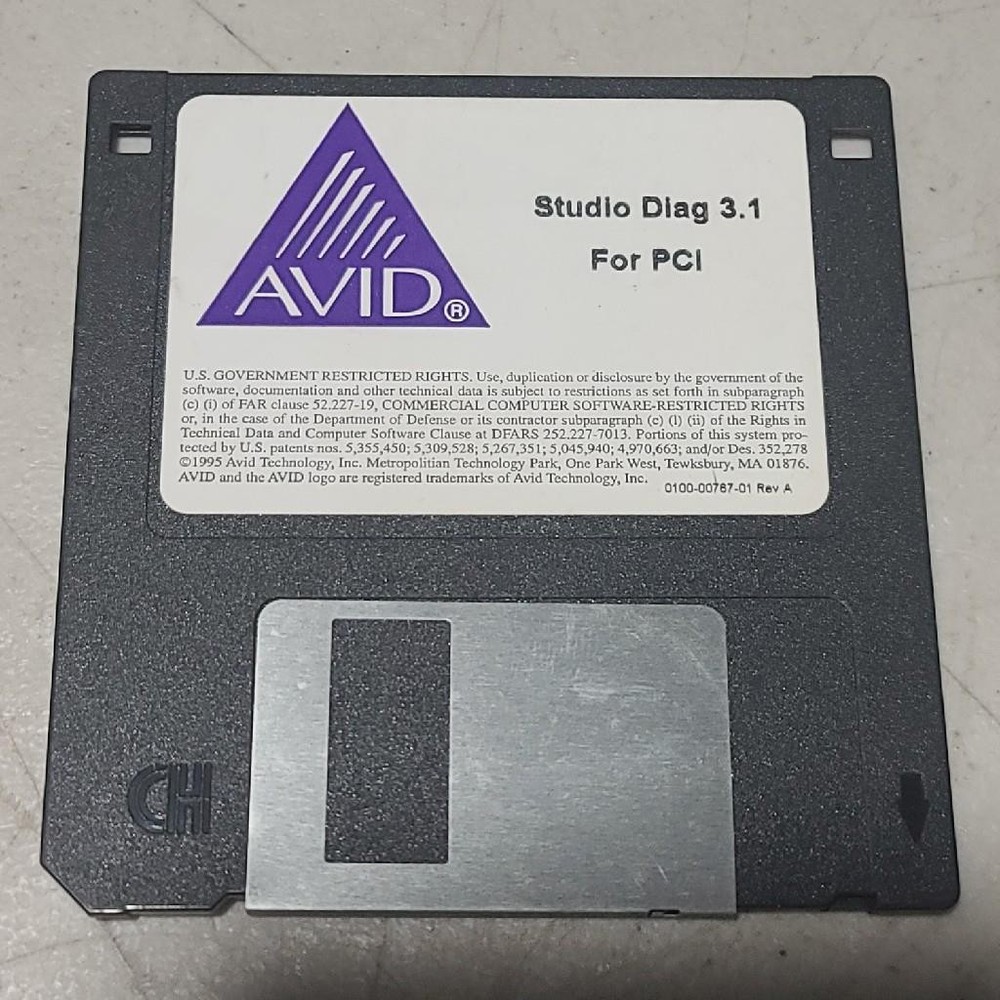 AVID®
Studio Diag 3.1
For PCI
U.S. GOVERNMENT RESTRICTED RIGHTS. Use, duplication or disclosure by the government of the
software, documentation and other technical data is subject to restrictions as set forth in subparagraph
(c) (i) of FAR clause 52.227-19, COMMERCIAL COMPUTER SOFTWARE-RESTRICTED RIGHTS
or, in the case of the Department of Defense or its contractor subparagraph (c) (l) (ii) of the Rights in
Technical Data and Computer Software Clause at DFARS 252.227-7013. Portions of this system pro-
tected by U.S. patents nos. 5,355,450; 5,309,528; 5,267,351; 5,045,940; 4,970,663; and/or Des. 352,278
©1995 Avid Technology, Inc. Metropolitan Technology Park, One Park West, Tewksbury, MA 01876.
AVID and the AVID logo are registered trademarks of Avid Technology, Inc.
0100-00767-01 Rev A
CH